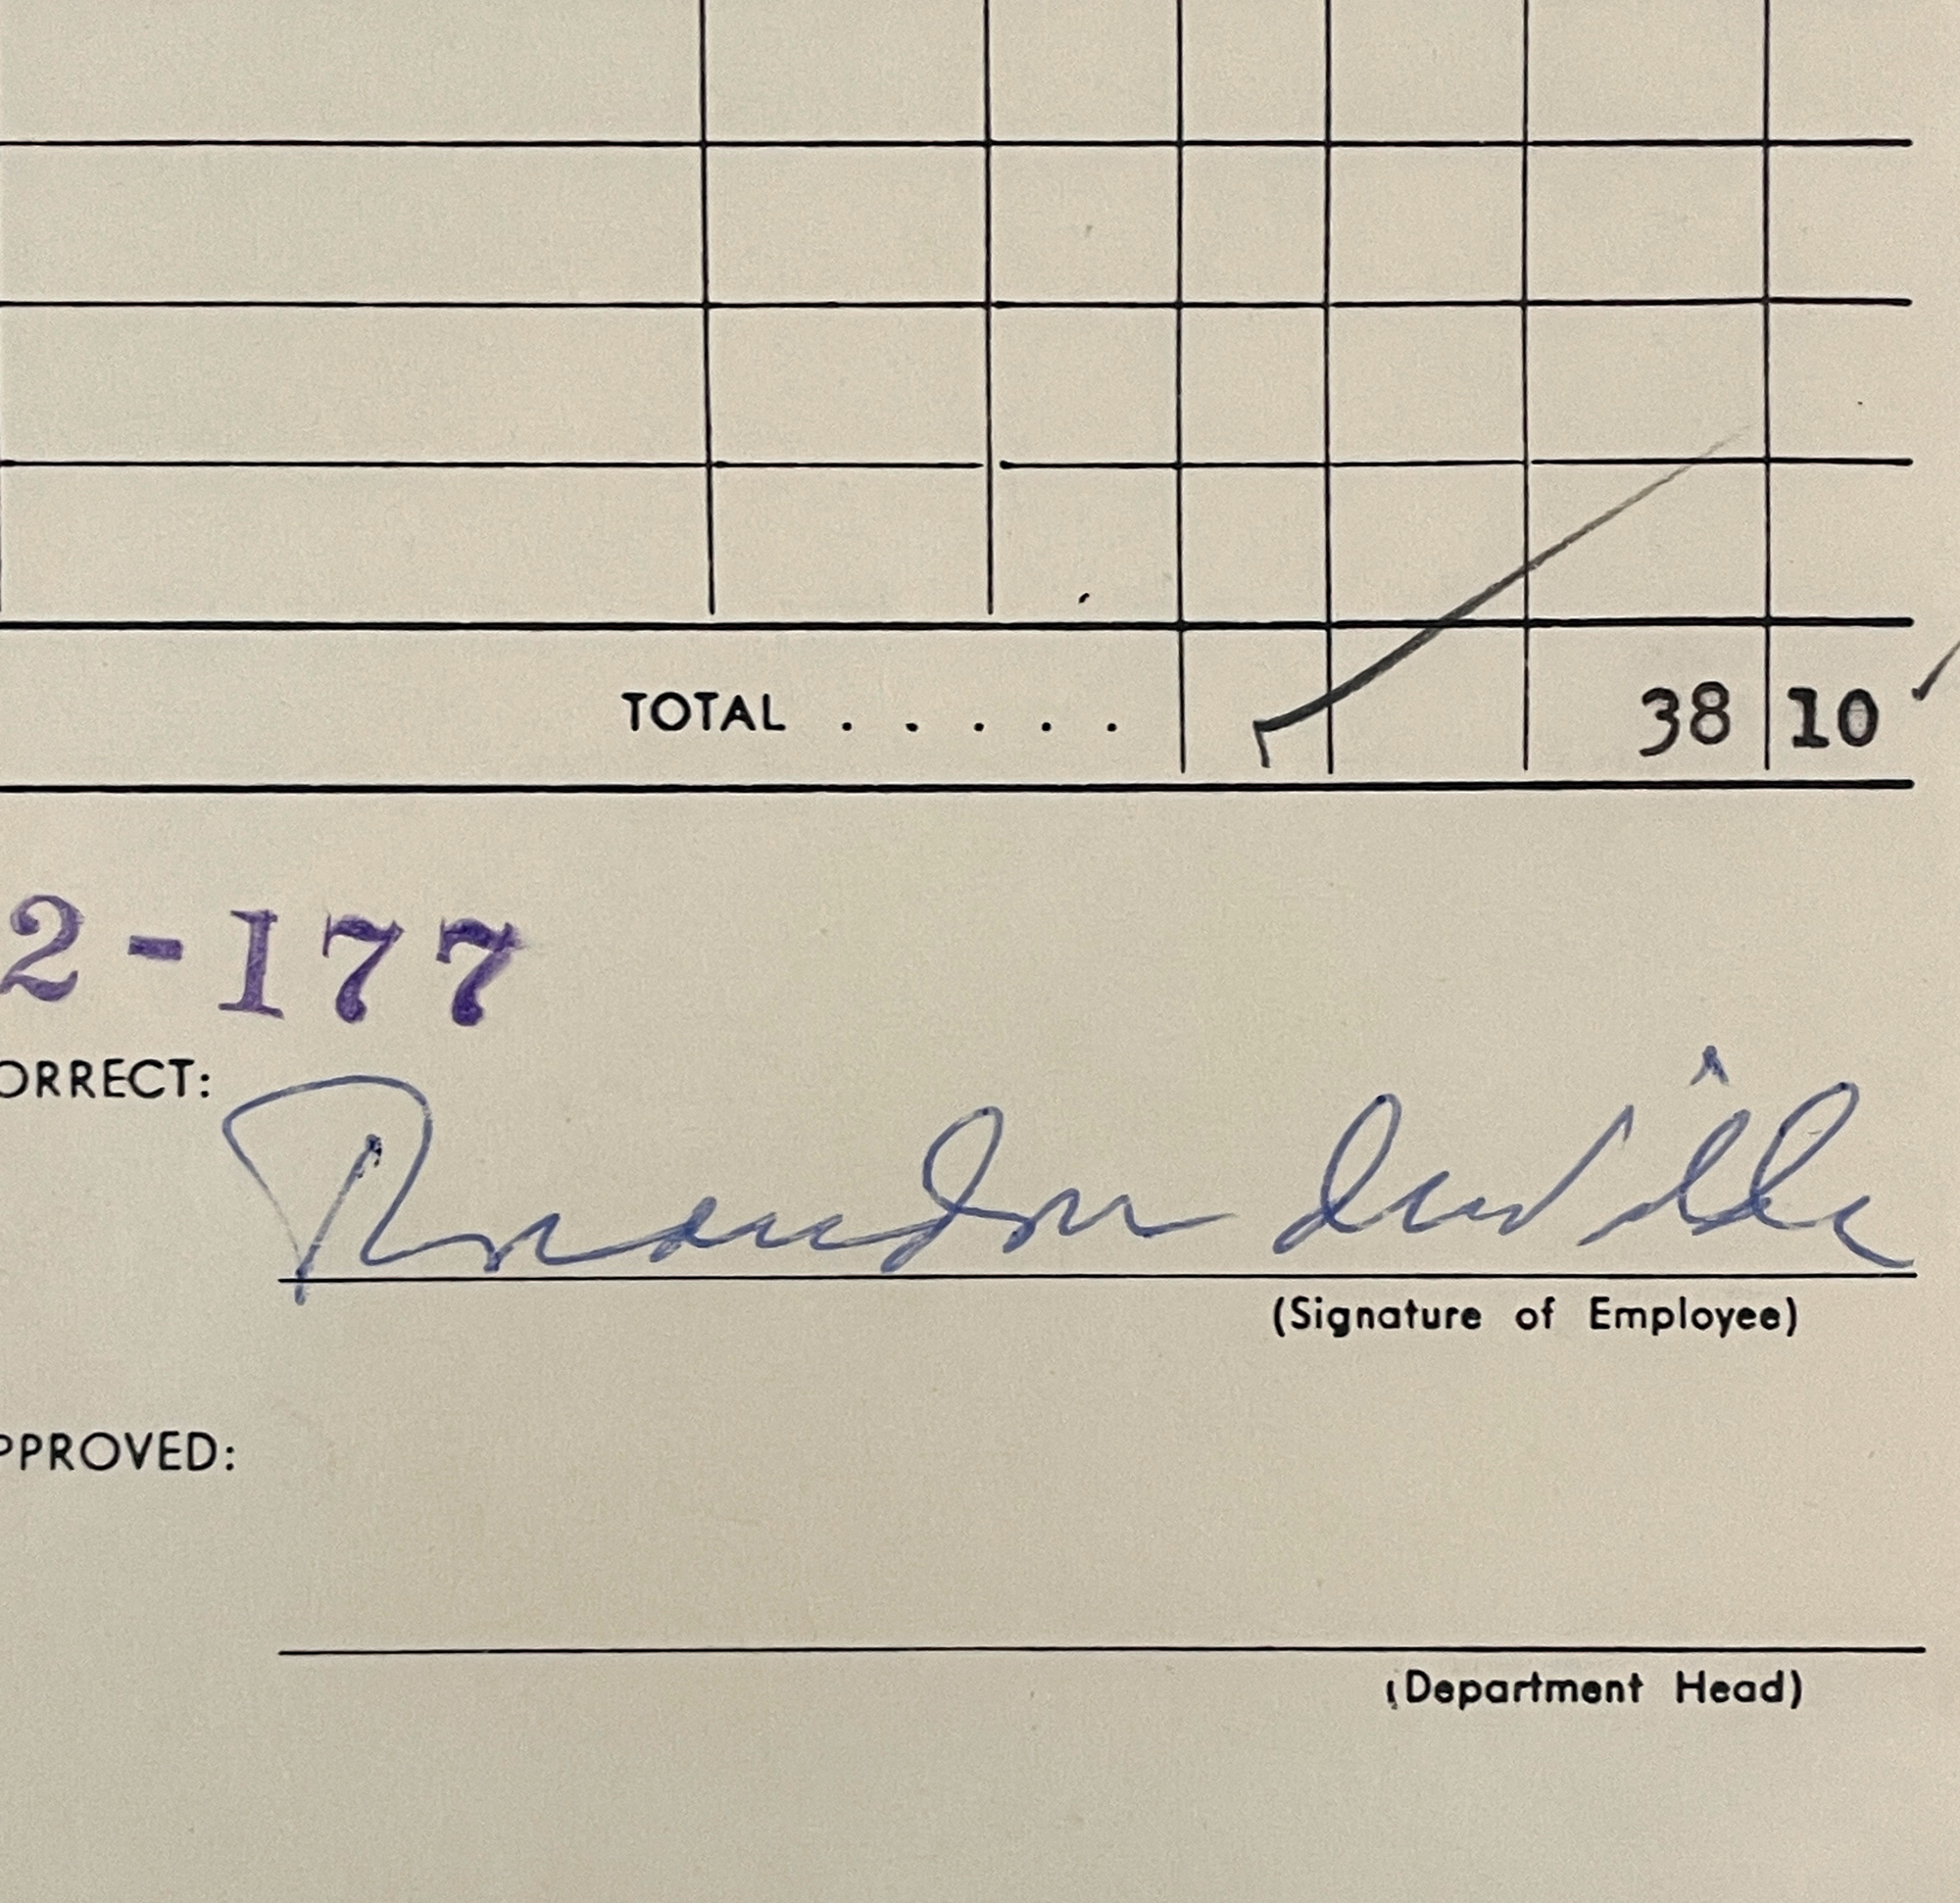 TOTAL . . . . . 38 10
2-177
ORRECT:
(Signature of Employee)
PPROVED:
(Department Head)